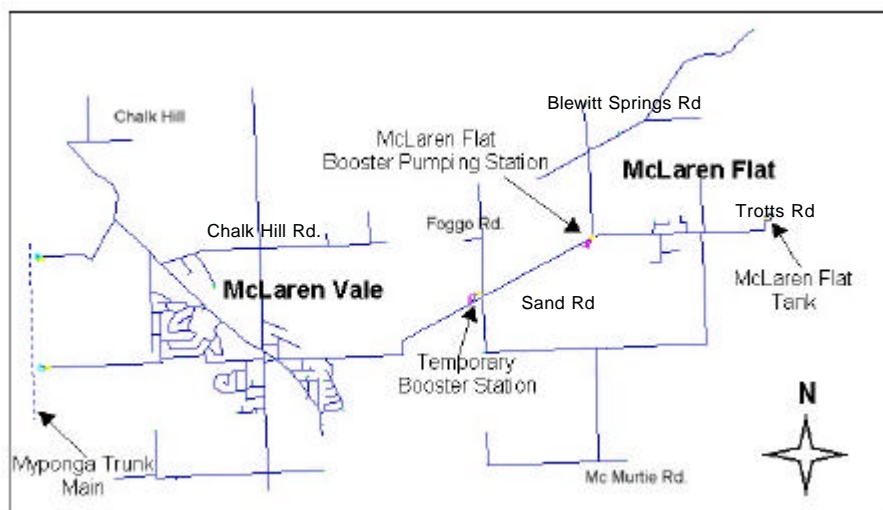 Blewitt Springs Rd
Chalk Hill
McLaren Flat
Booster Pumping Station
McLaren Flat
Chalk Hill Rd.
Foggo Rd.
Trotts Rd
McLaren Vale
Sand Rd
McLaren Flat
Tank
Temporary
Booster Station
N
Myponga Trunk
Main
Mc Murtie Rd.